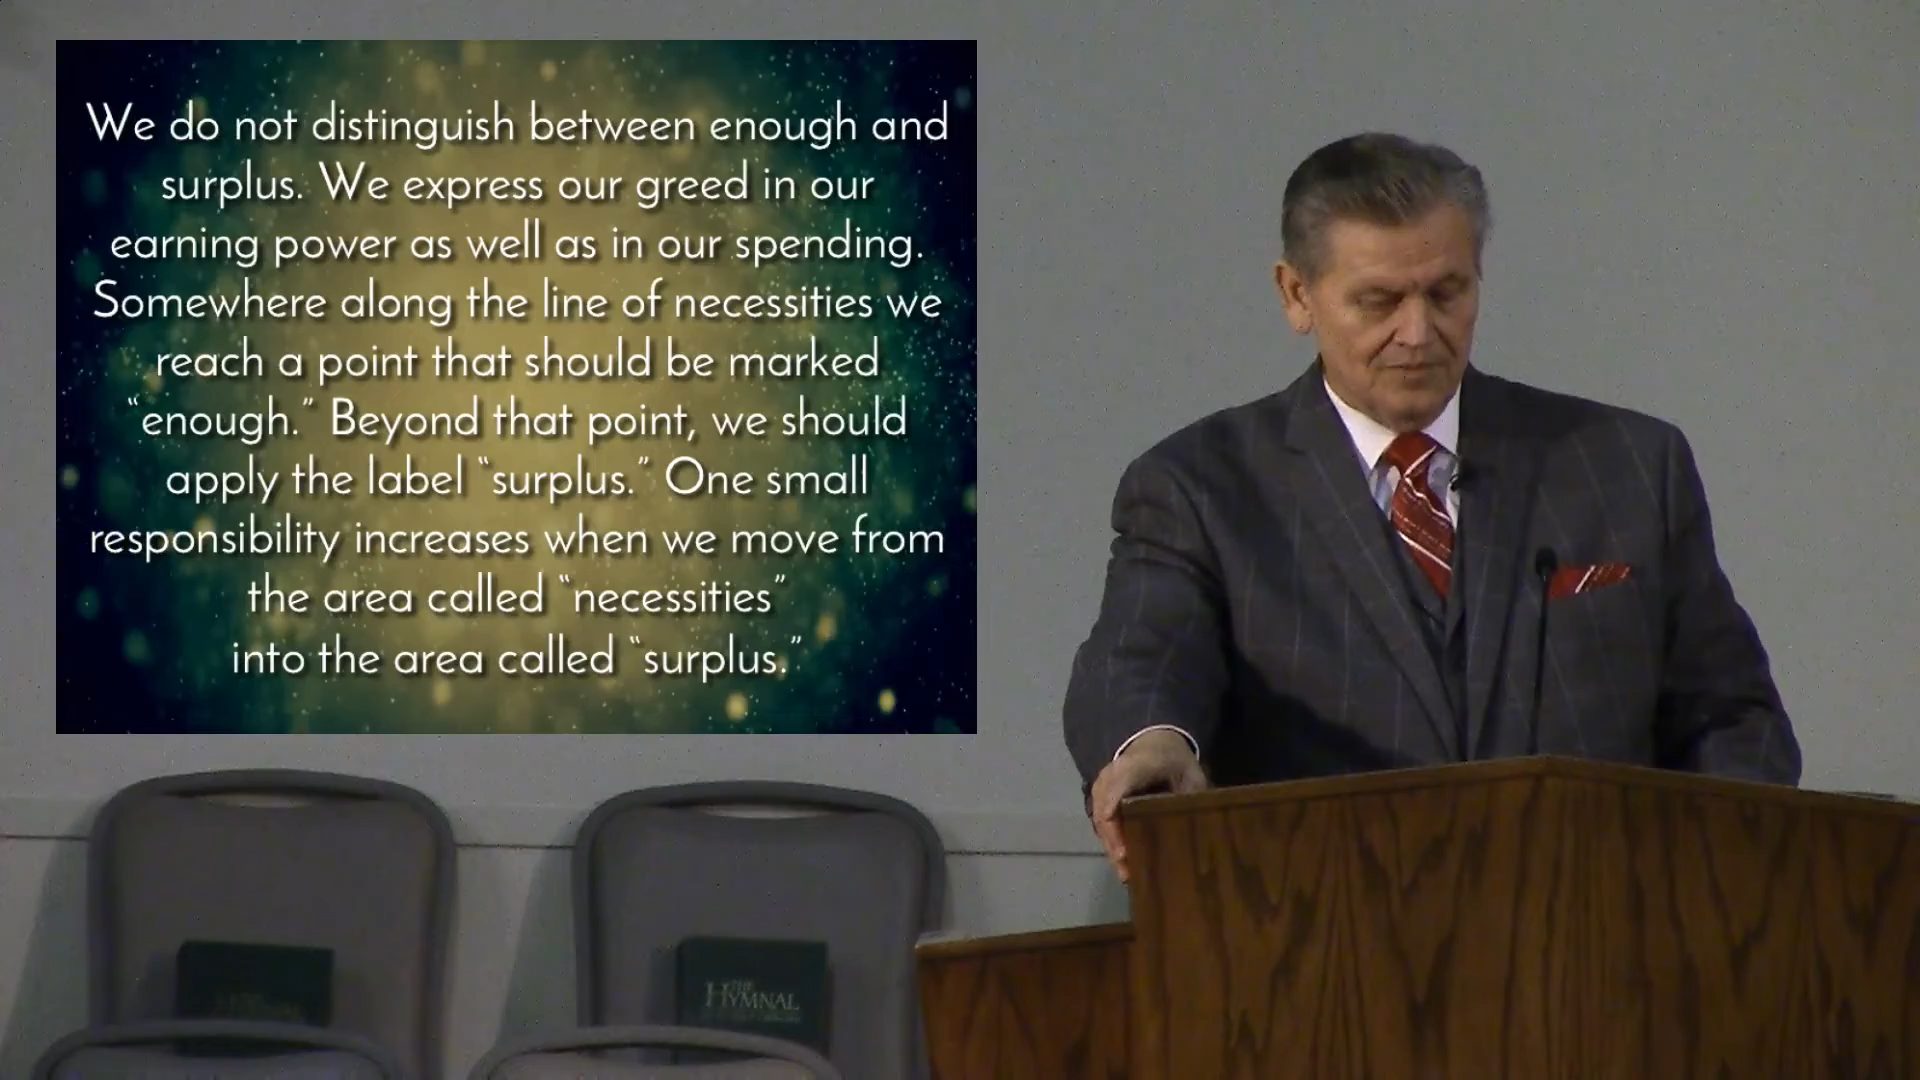 We do not distinguish between enough and
surplus. We express our greed in our
earning power as well as in our spending.
Somewhere along the line of necessities we
reach a point that should be marked
“enough.” Beyond that point, we should
apply the label “surplus.” One small
responsibility increases when we move from
the area called “necessities”
into the area called “surplus.”
THE
HYMNAL